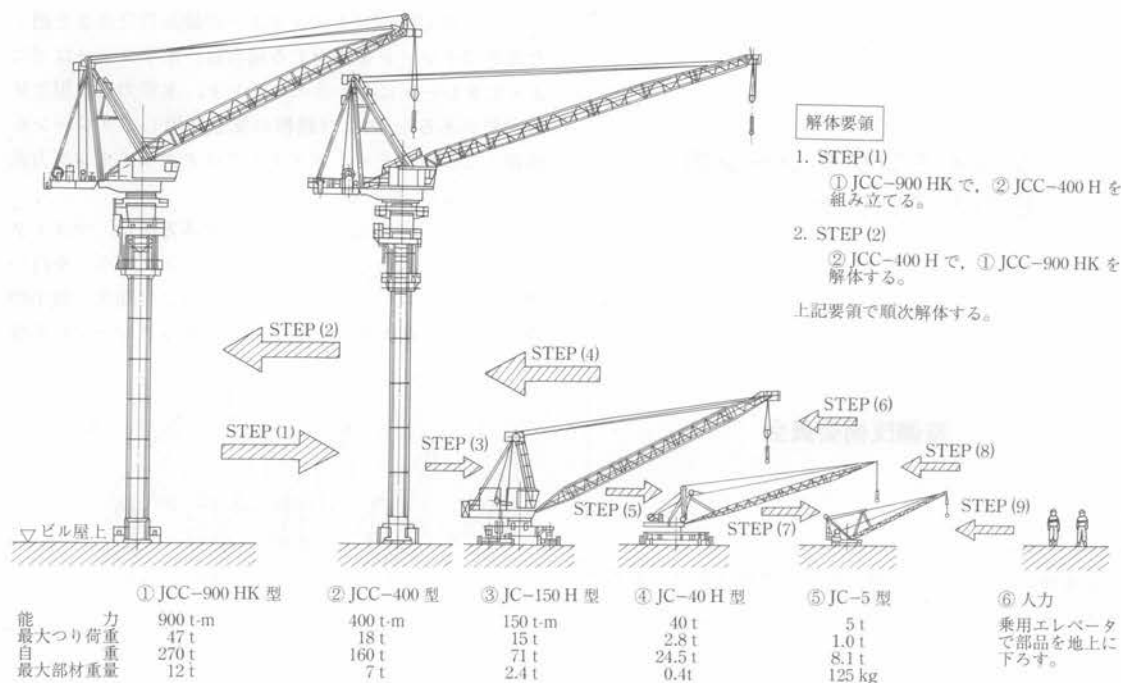 解体要領
1. STEP (1)
① JCC-900 HK で, ② JCC-400 H を
組み立てる。
2. STEP (2)
② JCC-400 H で, ① JCC-900 HK を
解体する。
上記要領で順次解体する。
STEP (2)
STEP (4)
STEP (1)
STEP (3)
STEP (6)
STEP (8)
STEP (5)
STEP (7)
STEP (9)
▽ビル屋上
① JCC-900 HK 型 ② JCC-400 型 ③ JC-150 H 型 ④ JC-40 H 型 ⑤ JC-5 型 ⑥ 人力
能力 900 t-m 400 t-m 150 t-m 40 t 5 t 乗用エレベータ
最大つり荷重 47 t 18 t 15 t 2.8 t 1.0 t で部品を地上に
自重 270 t 160 t 71 t 24.5 t 8.1 t 下ろす。
最大部材重量 12 t 7 t 2.4 t 0.4t 125 kg